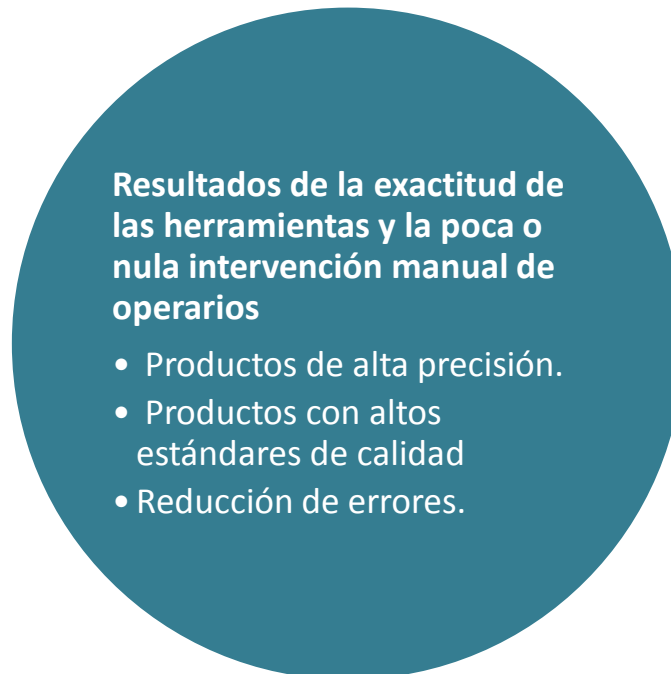 Resultados de la exactitud de
las herramientas y la poca o
nula intervención manual de
operarios
• Productos de alta precisión.
• Productos con altos
estándares de calidad
• Reducción de errores.